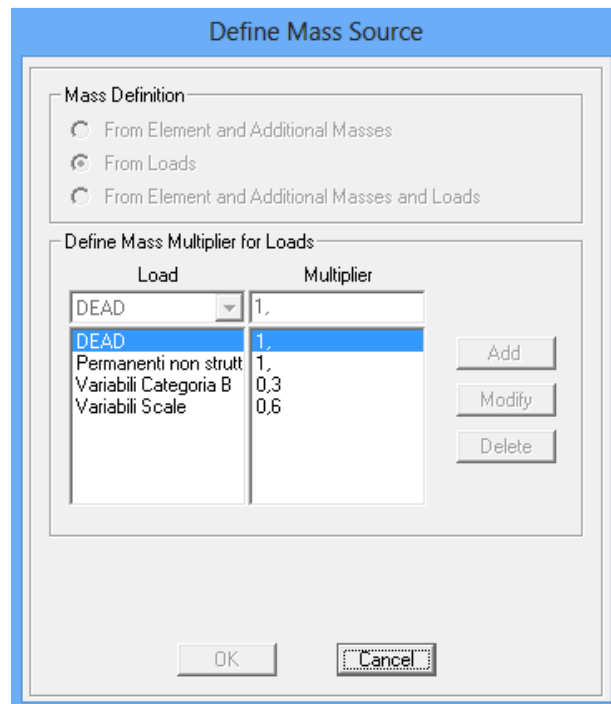 Define Mass Source
Mass Definition
From Element and Additional Masses
From Loads
From Element and Additional Masses and Loads
Define Mass Multiplier for Loads
Load Multiplier
DEAD 1,
DEAD 1,
Permanenti non strutt 1,
Variabili Categoria B 0,3
Variabili Scale 0,6
Add
Modify
Delete
OK Cancel